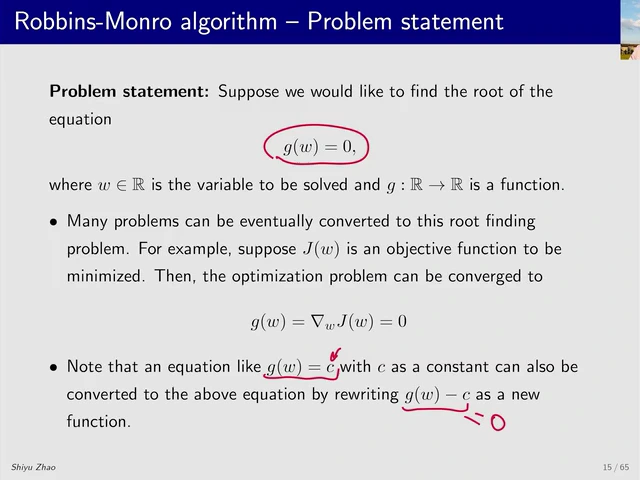 Robbins-Monro algorithm – Problem statement
Problem statement: Suppose we would like to find the root of the
equation
g(w) = 0,
where w ∈ ℝ is the variable to be solved and g : ℝ → ℝ is a function.
• Many problems can be eventually converted to this root finding
problem. For example, suppose J(w) is an objective function to be
minimized. Then, the optimization problem can be converged to
g(w) = ∇wJ(w) = 0
• Note that an equation like g(w) = c with c as a constant can also be
converted to the above equation by rewriting g(w) − c as a new
function.
= 0
Shiyu Zhao
15 / 65